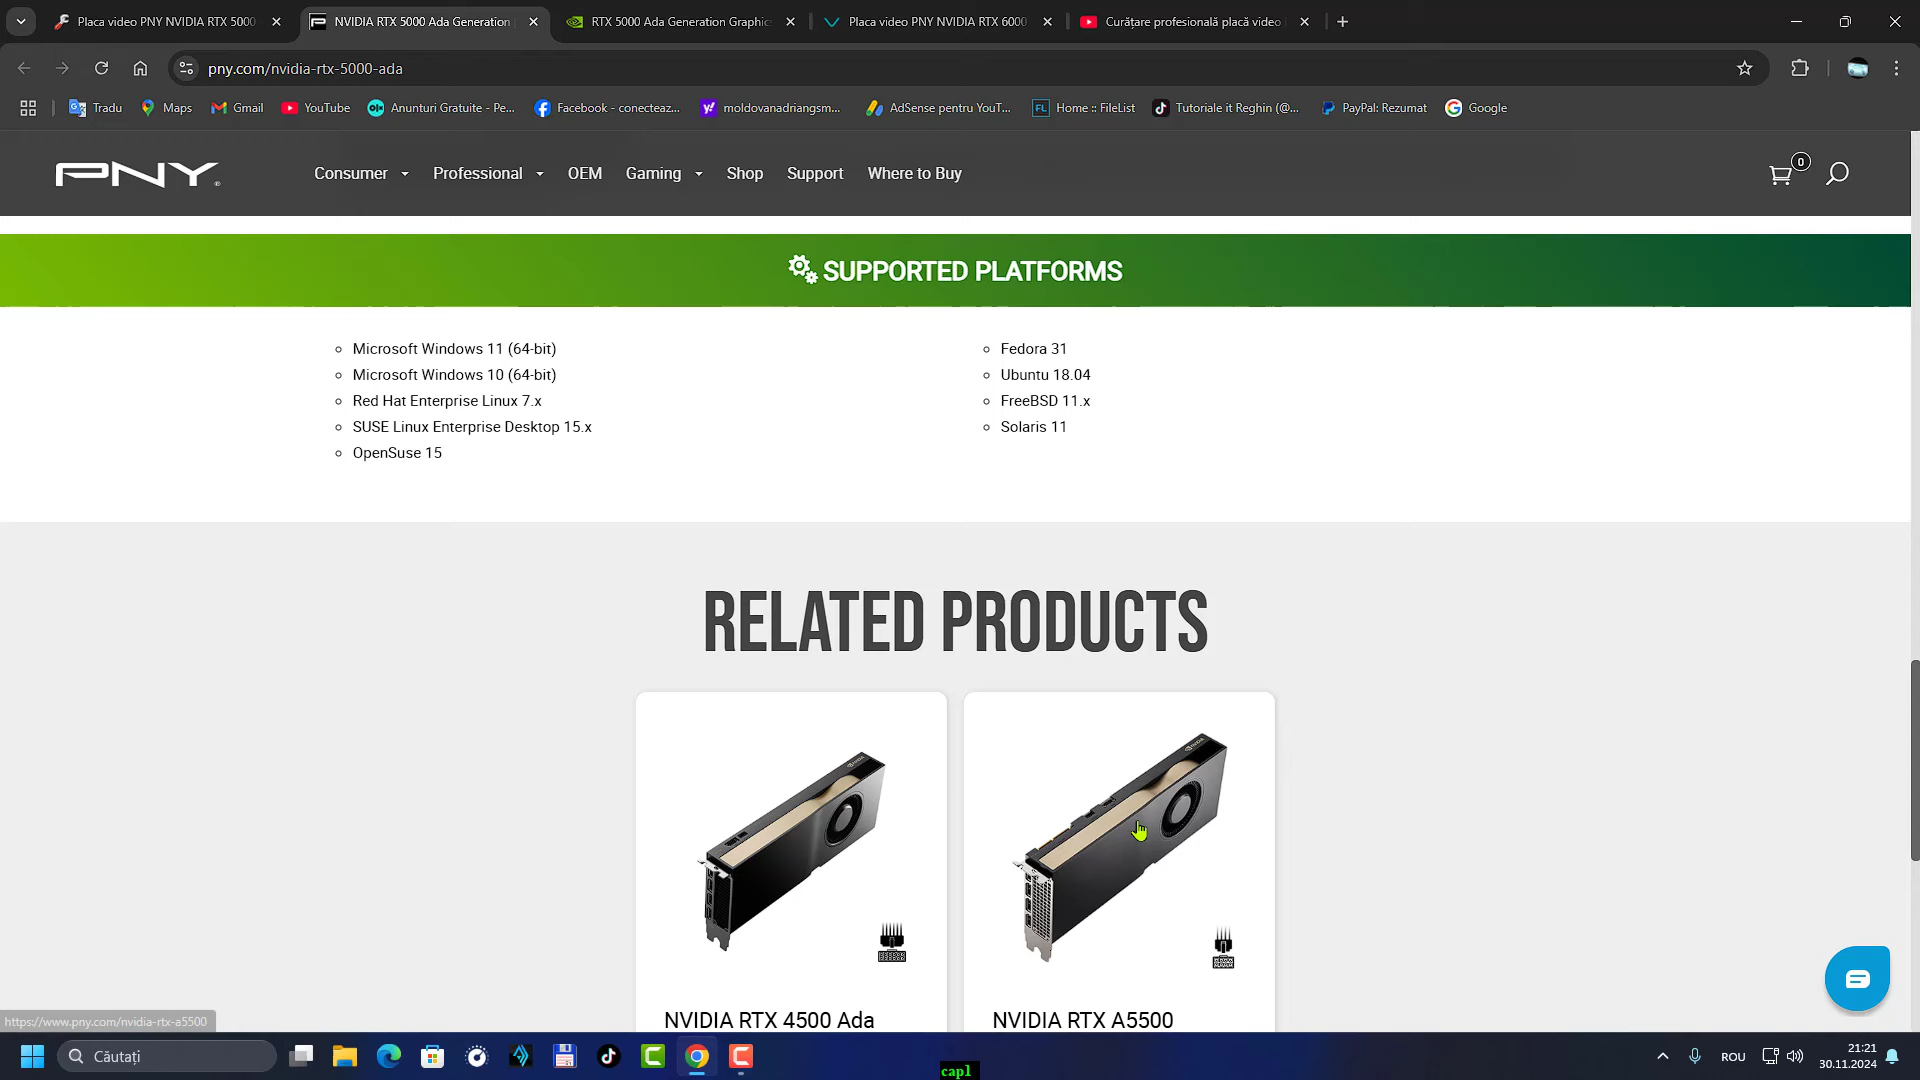 Placa video PNY NVIDIA RTX 5000
NVIDIA RTX 5000 Ada Generation
RTX 5000 Ada Generation Graphic
Placa video PNY NVIDIA RTX 6000
Curățare profesională placă video
pny.com/nvidia-rtx-5000-ada
Tradu
Maps
Gmail
YouTube
Anunturi Gratuite - Pe...
Facebook - conecteaz...
moldovanadriangsm...
AdSense pentru YouT...
FL
Home :: FileList
Tutoriale it Reghin (@...
PayPal: Rezumat
Google
PNY
Consumer
Professional
OEM
Gaming
Shop
Support
Where to Buy
0
SUPPORTED PLATFORMS
Microsoft Windows 11 (64-bit)
Microsoft Windows 10 (64-bit)
Red Hat Enterprise Linux 7.x
SUSE Linux Enterprise Desktop 15.x
OpenSuse 15
Fedora 31
Ubuntu 18.04
FreeBSD 11.x
Solaris 11
RELATED PRODUCTS
NVIDIA RTX 4500 Ada
NVIDIA RTX A5500
https://www.pny.com/nvidia-rtx-a5500
Căutați
cap1
ROU
21:21
30.11.2024